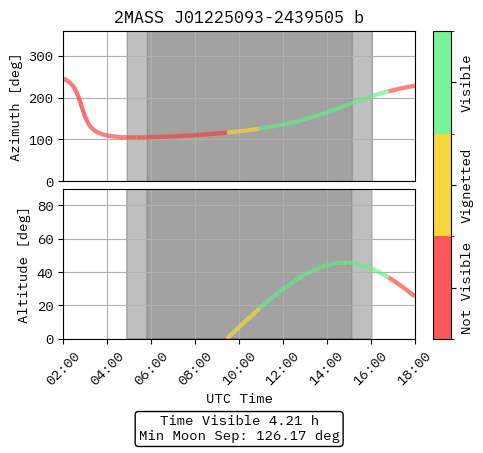 2MASS J01225093-2439505 b
Azimuth [deg]
300
200
100
0
Altitude [deg]
80
60
40
20
0
02:00
04:00
06:00
08:00
10:00
12:00
14:00
16:00
18:00
UTC Time
Visible
Vignetted
Not Visible
Time Visible 4.21 h
Min Moon Sep: 126.17 deg